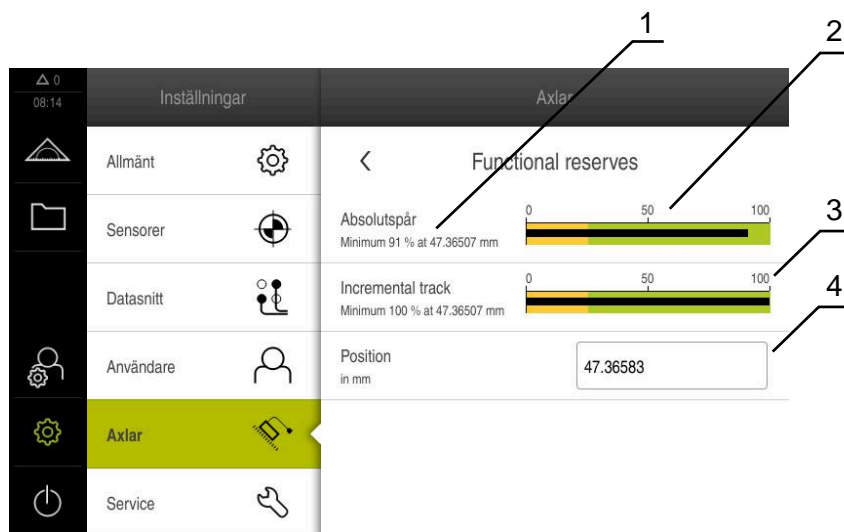 1
2
△ 0
08:14
Inställningar
Axlar
Allmänt
Functional reserves
Sensorer
Absolutspår
Minimum 91 % at 47.36507 mm
0 50 100
3
Datasnitt
Incremental track
Minimum 100 % at 47.36507 mm
0 50 100
4
Användare
Position
in mm
47.36583
Axlar
Service